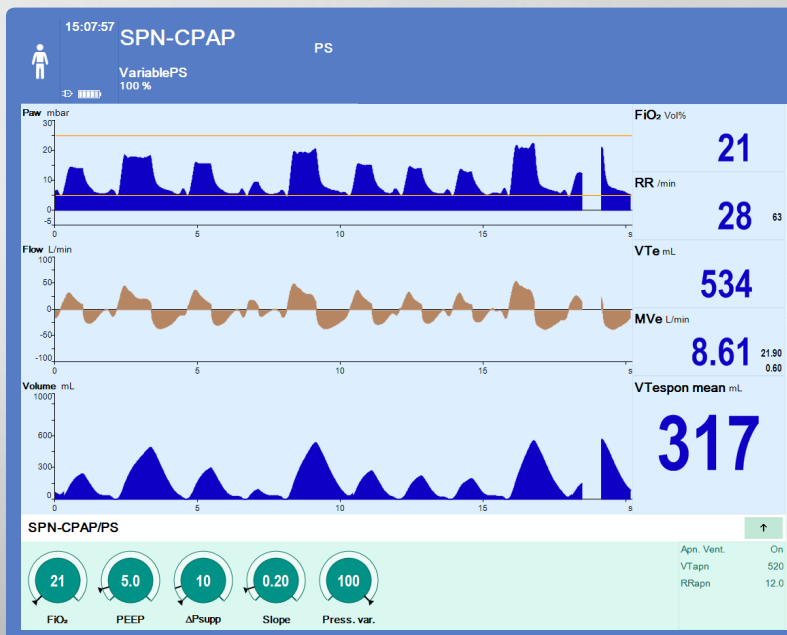 15:07:57
SPN-CPAP
PS
VariablePS
100 %
Paw mbar
30
20
10
0
-5
0 5 10 15 s
FiO₂ Vol%
21
RR /min
28 63
Flow L/min
100
50
0
-50
-100
0 5 10 15 s
VTe mL
534
MVe L/min
8.61 21.90
0.60
Volume mL
1000
600
300
0
0 5 10 15 s
VTespon mean mL
317
SPN-CPAP/PS
↑
21 5.0 10 0.20 100
FiO₂ PEEP ΔPsupp Slope Press. var.
Apn. Vent. On
VTapn 520
RRapn 12.0